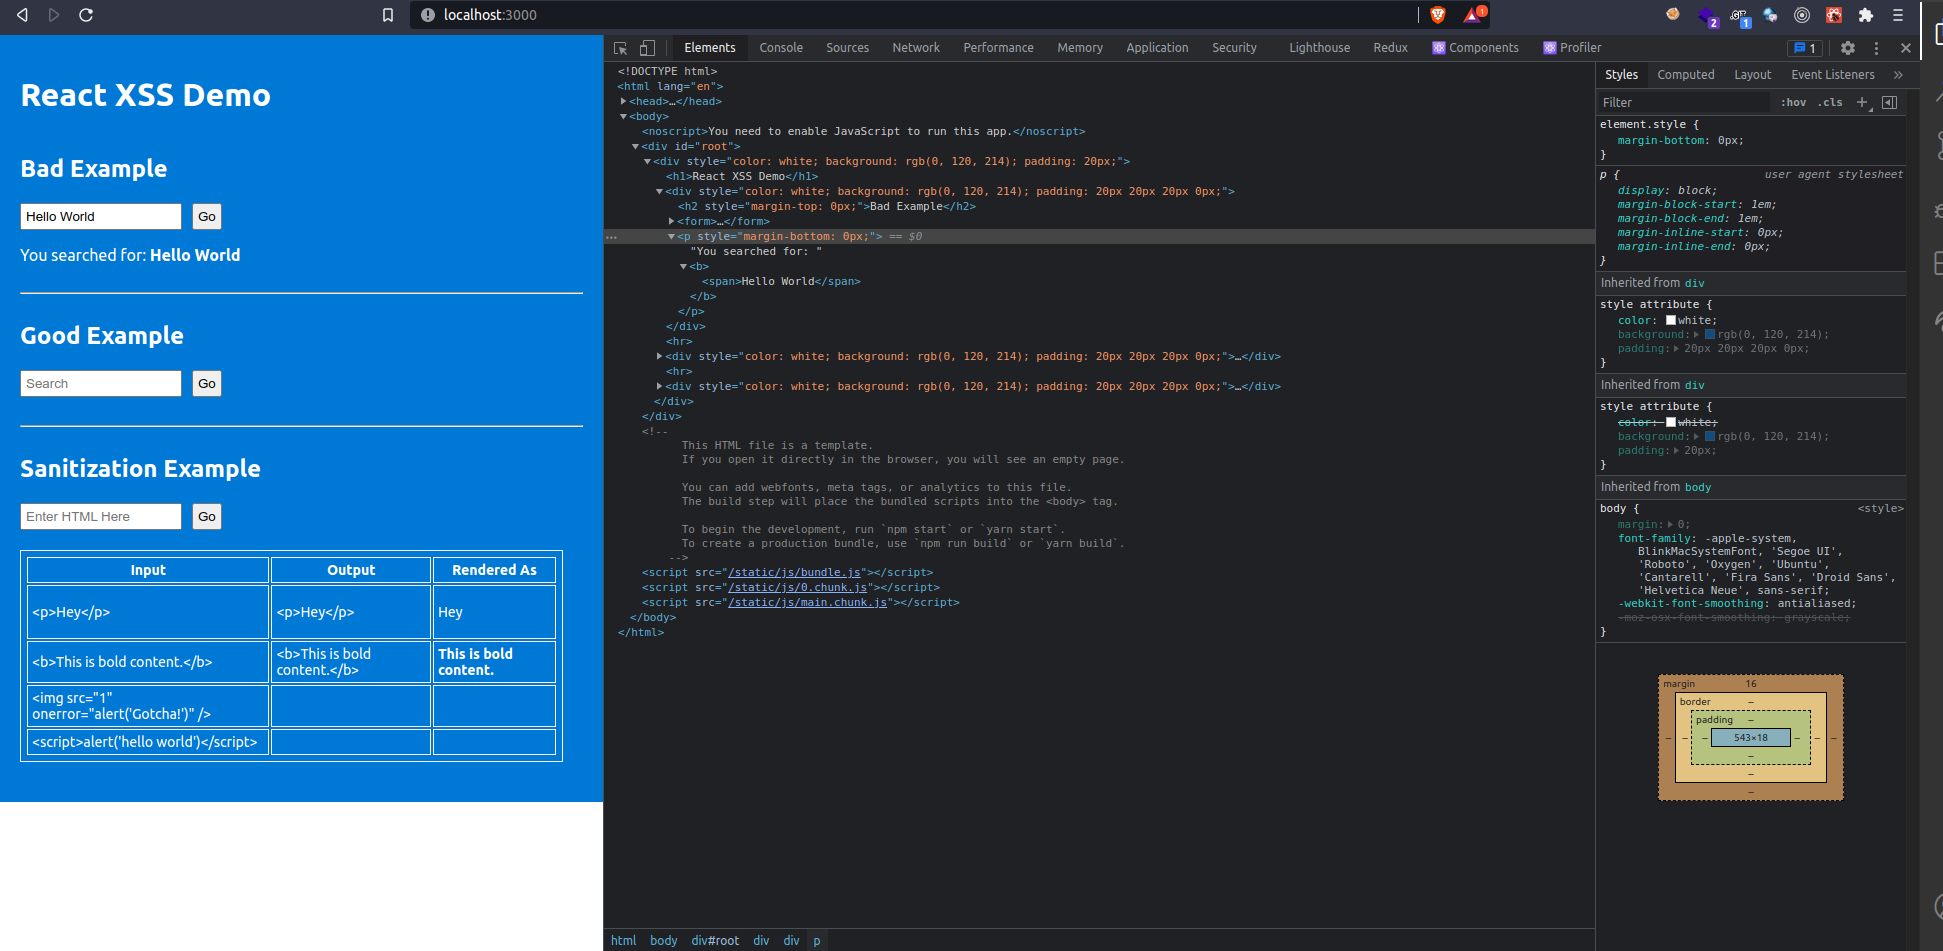 localhost:3000
1
2
1
React XSS Demo
Bad Example
Hello World
Go
You searched for: Hello World
Good Example
Search
Go
Sanitization Example
Enter HTML Here
Go
Input Output Rendered As
<p>Hey</p> <p>Hey</p> Hey
<b>This is bold content.</b> <b>This is bold content.</b> This is bold content.
<img src="1"
onerror="alert('Gotcha!')" />
<script>alert('hello world')</script>
Elements Console Sources Network Performance Memory Application Security Lighthouse Redux Components Profiler 1
<!DOCTYPE html>
<html lang="en">
<head>…</head>
<body>
<noscript>You need to enable JavaScript to run this app.</noscript>
<div id="root">
<div style="color: white; background: rgb(0, 120, 214); padding: 20px;">
<h1>React XSS Demo</h1>
<div style="color: white; background: rgb(0, 120, 214); padding: 20px 20px 20px 0px;">
<h2 style="margin-top: 0px;">Bad Example</h2>
<form>…</form>
<p style="margin-bottom: 0px;"> == $0
"You searched for: "
<b>
<span>Hello World</span>
</b>
</p>
</div>
<hr>
<div style="color: white; background: rgb(0, 120, 214); padding: 20px 20px 20px 0px;">…</div>
<hr>
<div style="color: white; background: rgb(0, 120, 214); padding: 20px 20px 20px 0px;">…</div>
</div>
</div>
<!--
This HTML file is a template.
If you open it directly in the browser, you will see an empty page.
You can add webfonts, meta tags, or analytics to this file.
The build step will place the bundled scripts into the <body> tag.
To begin the development, run `npm start` or `yarn start`.
To create a production bundle, use `npm run build` or `yarn build`.
-->
<script src="/static/js/bundle.js"></script>
<script src="/static/js/0.chunk.js"></script>
<script src="/static/js/main.chunk.js"></script>
</body>
</html>
html body div#root div div p
Styles Computed Layout Event Listeners
Filter :hov .cls
element.style {
margin-bottom: 0px;
}
p { user agent stylesheet
display: block;
margin-block-start: 1em;
margin-block-end: 1em;
margin-inline-start: 0px;
margin-inline-end: 0px;
}
Inherited from div
style attribute {
color: white;
background: rgb(0, 120, 214);
padding: 20px 20px 20px 0px;
}
Inherited from div
style attribute {
color: white;
background: rgb(0, 120, 214);
padding: 20px;
}
Inherited from body
body { <style>
margin: 0;
font-family: -apple-system,
BlinkMacSystemFont, 'Segoe UI',
'Roboto', 'Oxygen', 'Ubuntu',
'Cantarell', 'Fira Sans', 'Droid Sans',
'Helvetica Neue', sans-serif;
-webkit-font-smoothing: antialiased;
-moz-osx-font-smoothing: grayscale;
}
margin 16
border –
padding –
– – – 543×18 – – –
–
–
–